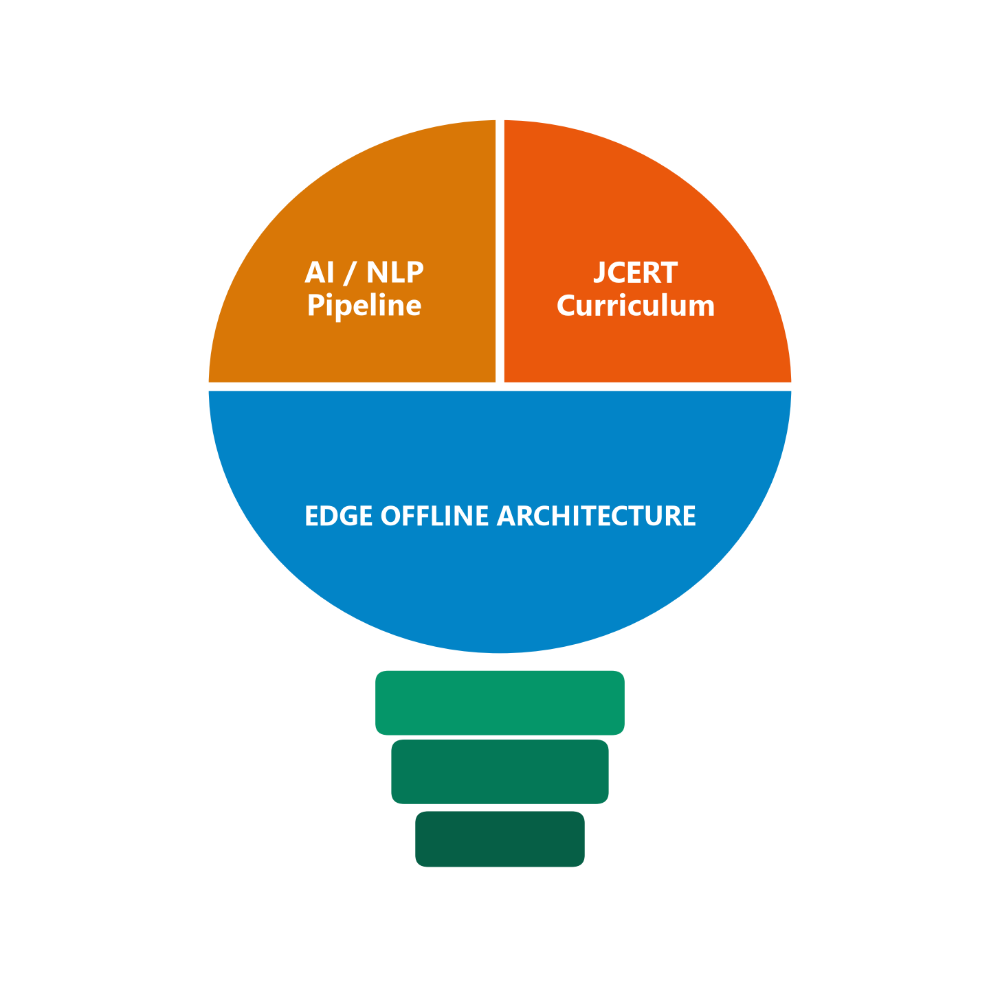 AI / NLP
Pipeline
JCERT
Curriculum
EDGE OFFLINE ARCHITECTURE